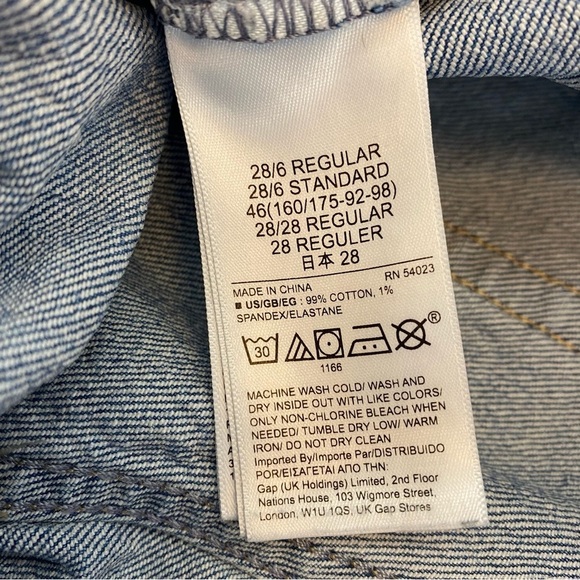 28/6 REGULAR
28/6 STANDARD
46(160/175-92-98)
28/28 REGULAR
28 REGULER
日本 28
MADE IN CHINA RN 54023
■ US/GB/EG : 99% COTTON, 1%
SPANDEX/ELASTANE
30 ®
1166
MACHINE WASH COLD/ WASH AND
DRY INSIDE OUT WITH LIKE COLORS/
ONLY NON-CHLORINE BLEACH WHEN
NEEDED/ TUMBLE DRY LOW/ WARM
IRON/ DO NOT DRY CLEAN
Imported By/Importe Par/DISTRIBUIDO
POR/ΕΙΣΑΓΕΤΑΙ ΑΠΟ ΤΗΝ:
Gap (UK Holdings) Limited, 2nd Floor
Nations House, 103 Wigmore Street,
London, W1U 1QS, UK Gap Stores